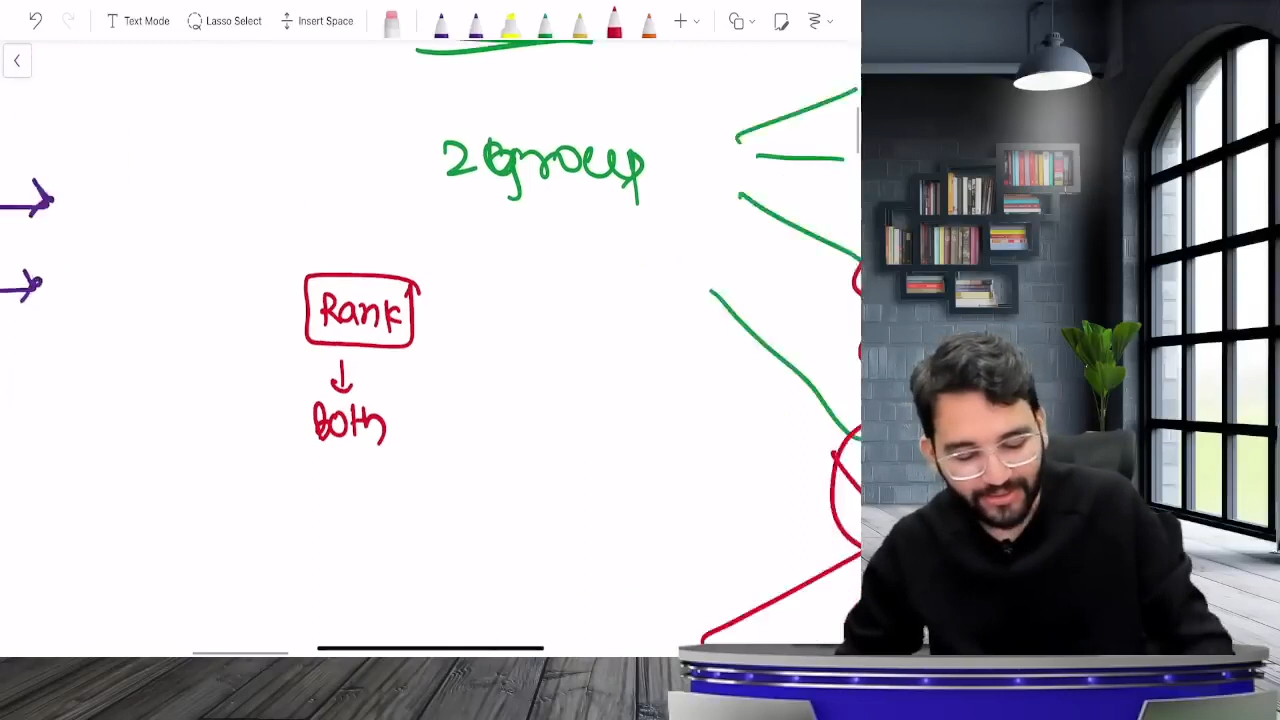 Text Mode
Lasso Select
Insert Space
2 group
Rank
Both